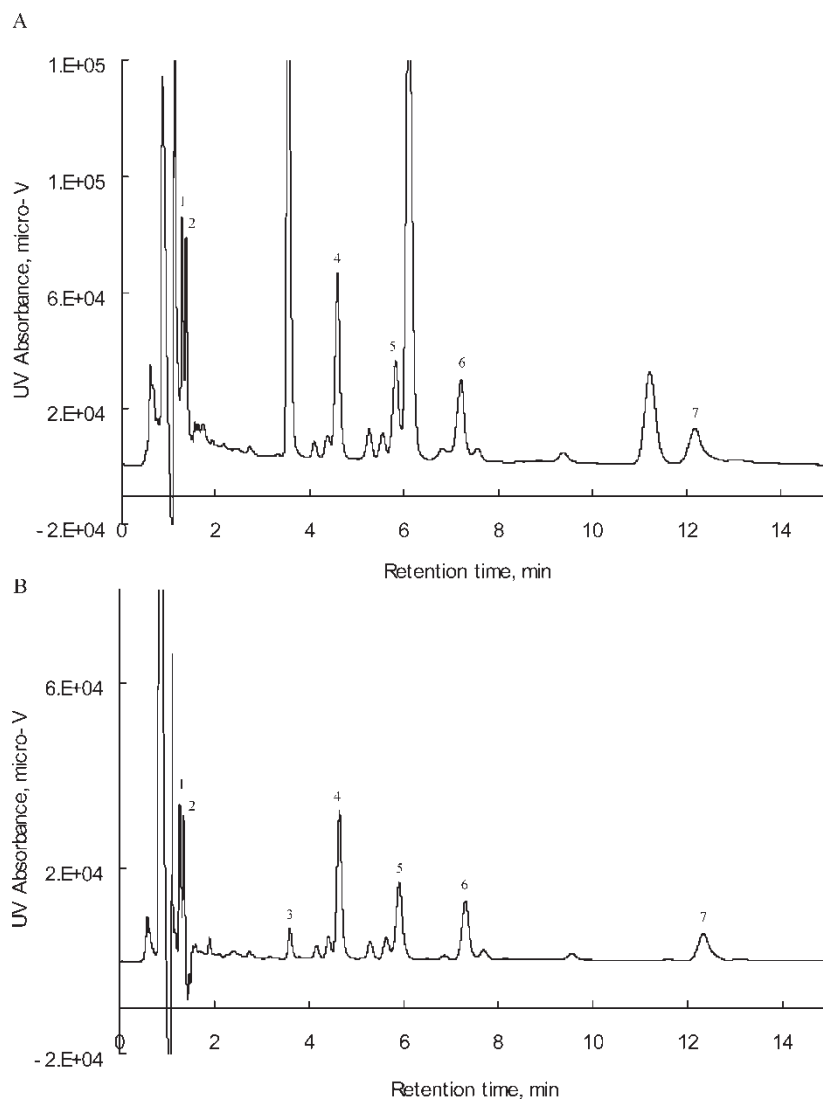 A
1.E+05
1.E+05
6.E+04
2.E+04
-2.E+04
UV Absorbance, micro-V
1
2
4
5
6
7
0 2 4 6 8 10 12 14
Retention time, min
B
6.E+04
2.E+04
-2.E+04
UV Absorbance, micro-V
1
2
3
4
5
6
7
0 2 4 6 8 10 12 14
Retention time, min